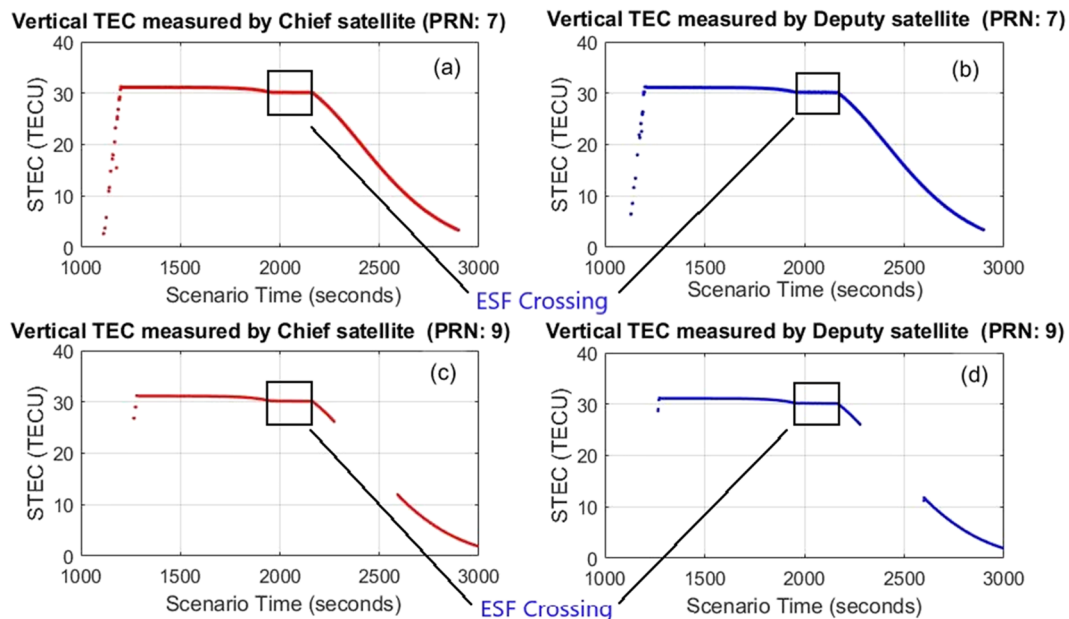 Vertical TEC measured by Chief satellite (PRN: 7)
(a)
STEC (TECU)
40
30
20
10
0
1000 1500 2000 2500 3000
Scenario Time (seconds)
Vertical TEC measured by Deputy satellite (PRN: 7)
(b)
STEC (TECU)
40
30
20
10
0
1000 1500 2000 2500 3000
Scenario Time (seconds)
ESF Crossing
Vertical TEC measured by Chief satellite (PRN: 9)
(c)
STEC (TECU)
40
30
20
10
0
1000 1500 2000 2500 3000
Scenario Time (seconds)
Vertical TEC measured by Deputy satellite (PRN: 9)
(d)
STEC (TECU)
40
30
20
10
0
1000 1500 2000 2500 3000
Scenario Time (seconds)
ESF Crossing